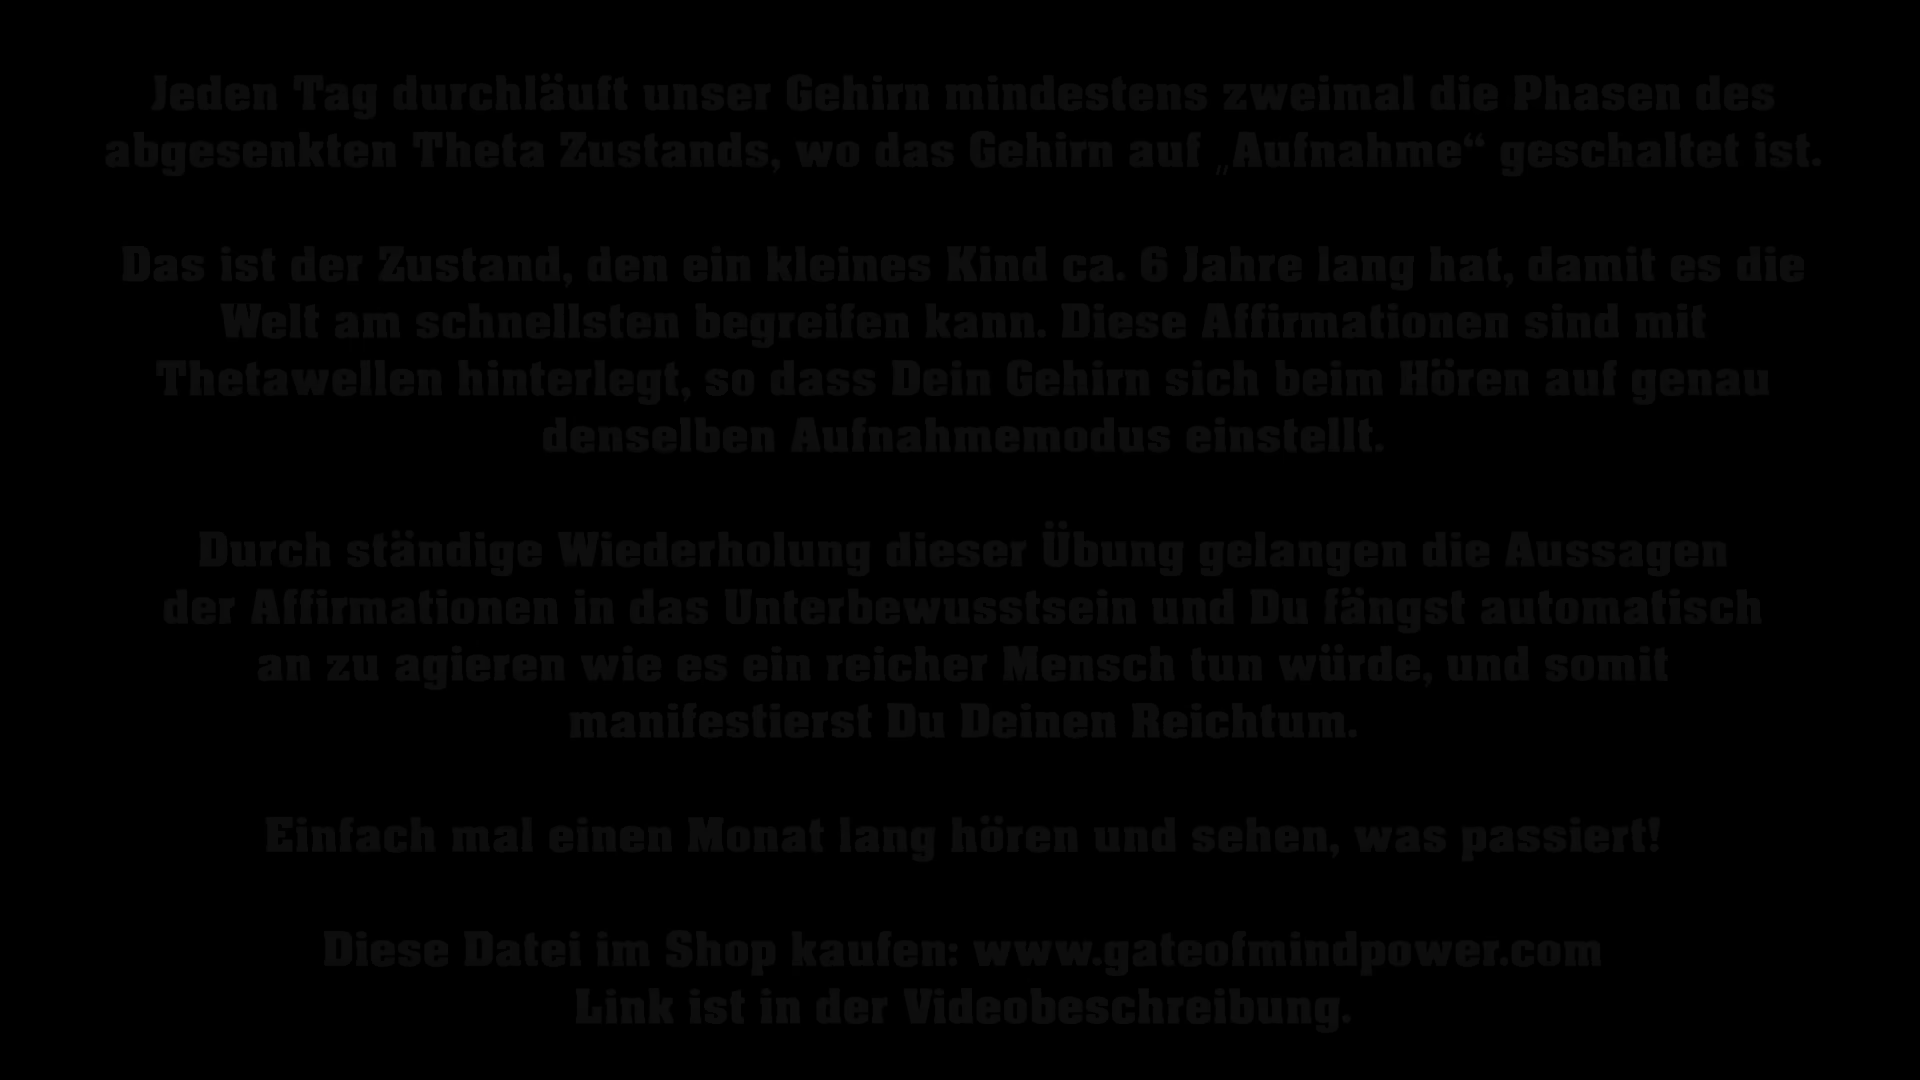 Jeden Tag durchläuft unser Gehirn mindestens zweimal die Phasen des
abgesenkten Theta Zustands, wo das Gehirn auf „Aufnahme“ geschaltet ist.
Das ist der Zustand, den ein kleines Kind ca. 6 Jahre lang hat, damit es die
Welt am schnellsten begreifen kann. Diese Affirmationen sind mit
Thetawellen hinterlegt, so dass Dein Gehirn sich beim Hören auf genau
denselben Aufnahmemodus einstellt.
Durch ständige Wiederholung dieser Übung gelangen die Aussagen
der Affirmationen in das Unterbewusstsein und Du fängst automatisch
an zu agieren wie es ein reicher Mensch tun würde, und somit
manifestierst Du Deinen Reichtum.
Einfach mal einen Monat lang hören und sehen, was passiert!
Diese Datei im Shop kaufen: www.gateofmindpower.com
Link ist in der Videobeschreibung.